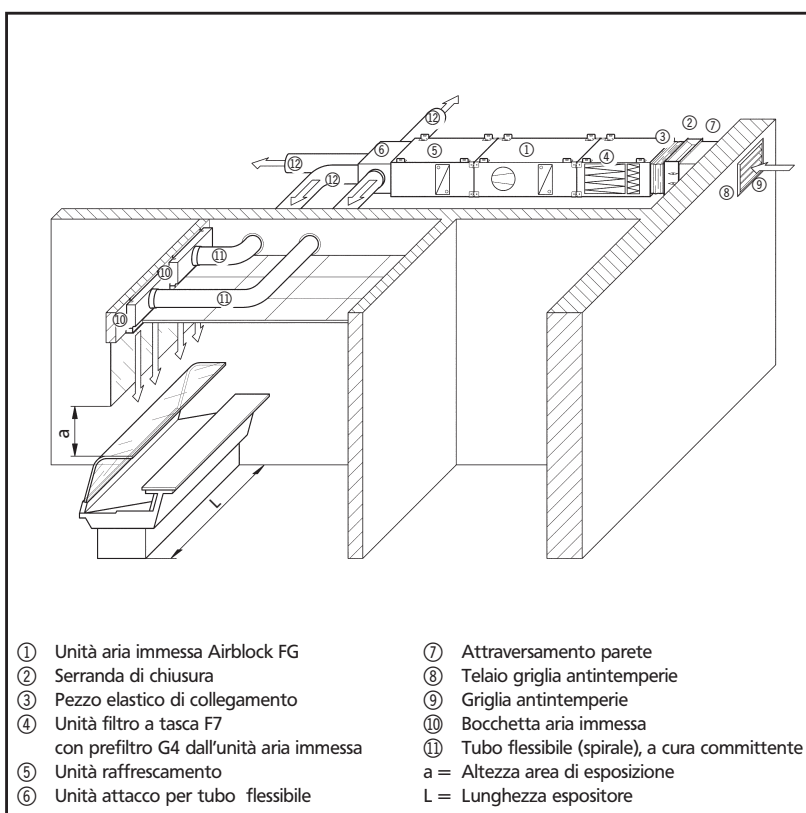 ⑫
③ ② ⑦
⑥ ⑤ ① ④
⑫
⑫
⑧ ⑨
⑪
⑩
⑪
⑩
a
L
① Unità aria immessa Airblock FG
② Serranda di chiusura
③ Pezzo elastico di collegamento
④ Unità filtro a tasca F7
con prefiltro G4 dall'unità aria immessa
⑤ Unità raffrescamento
⑥ Unità attacco per tubo flessibile
⑦ Attraversamento parete
⑧ Telaio griglia antintemperie
⑨ Griglia antintemperie
⑩ Bocchetta aria immessa
⑪ Tubo flessibile (spirale), a cura committente
a = Altezza area di esposizione
L = Lunghezza espositore